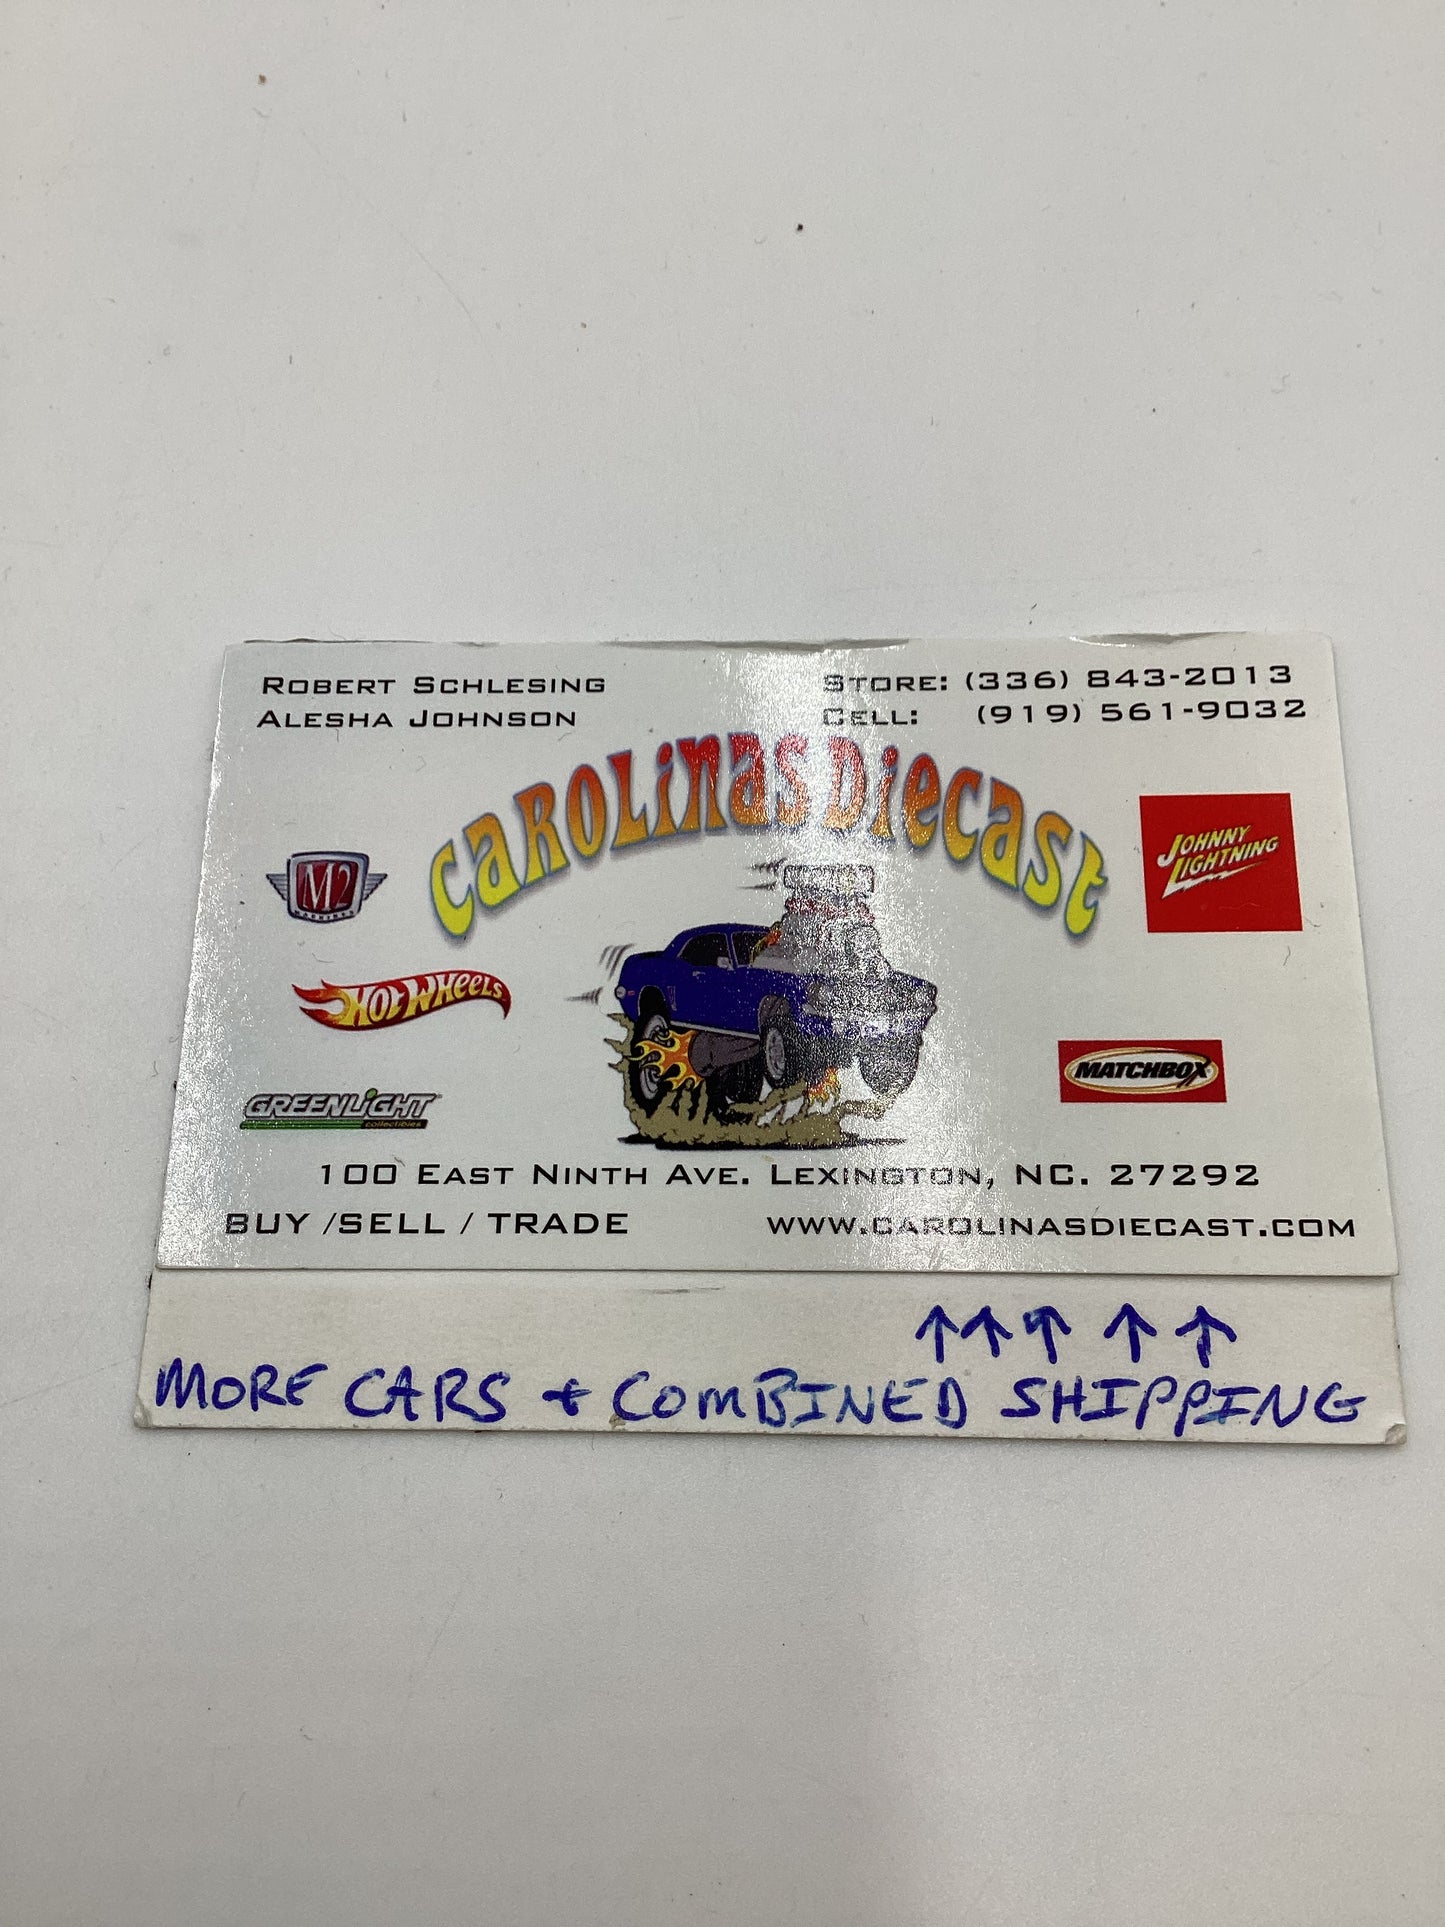 ROBERT SCHLESING
ALESHA JOHNSON
STORE: (336) 843-2013
CELL: (919) 561-9032
CAROLINAS DIECAST
M2
MACHINES
JOHNNY
LIGHTNING
HOT WHEELS
MATCHBOX
GREENLIGHT
collectibles
100 EAST NINTH AVE. LEXINGTON, NC. 27292
BUY /SELL / TRADE
WWW.CAROLINASDIECAST.COM
↑↑↑ ↑ ↑
MORE CARS + COMBINED SHIPPING